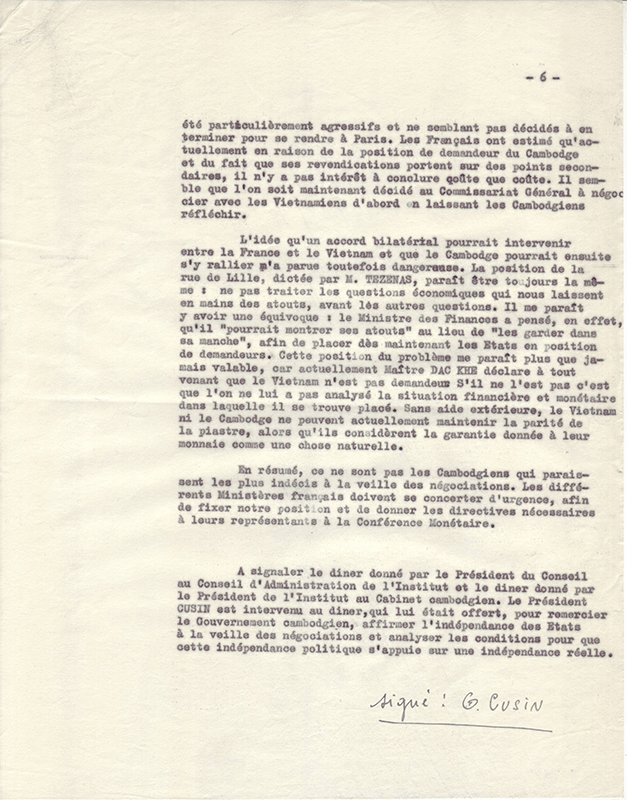 - 6 -
été particulièrement agressifs et ne semblant pas décidés à en
terminer pour se rendre à Paris. Les Français ont estimé qu'ac-
tuellement en raison de la position de demandeur du Cambodge
et du fait que ses revendications portent sur des points secon-
daires, il n'y a pas intérêt à conclure coûte que coûte. Il sem-
ble que l'on soit maintenant décidé au Commissariat Général à négoc
cier avec les Vietnamiens d'abord en laissant les Cambodgiens
réfléchir.
L'idée qu'un accord bilatérial pourrait intervenir
entre la France et le Vietnam et que le Cambodge pourrait ensuite
s'y rallier m'a parue toutefois dangereuse. La position de la
rue de Lille, dictée par M. TEZENAS, paraît être toujours la mê-
me : ne pas traiter les questions économiques qui nous laissent
en mains des atouts, avant les autres questions. Il me paraît
y avoir une équivoque : le Ministre des Finances a pensé, en effet,
qu'il "pourrait montrer ses atouts" au lieu de "les garder dans
sa manche", afin de placer dès maintenant les Etats en position
de demandeurs. Cette position du problème me paraît plus que ja-
mais valable, car actuellement Maître DAC KHE déclare à tout
venant que le Vietnam n'est pas demandeur S'il ne l'est pas c'est
que l'on ne lui a pas analysé la situation financière et monétaire
dans laquelle il se trouve placé. Sans aide extérieure, le Vietnam
ni le Cambodge ne peuvent actuellement maintenir la parité de
la piastre, alors qu'ils considèrent la garantie donnée à leur
monnaie comme une chose naturelle.
En résumé, ce ne sont pas les Cambodgiens qui parais-
sent les plus indécis à la veille des négociations. Les diffé-
rents Ministères français doivent se concerter d'urgence, afin
de fixer notre position et de donner les directives nécessaires
à leurs représentants à la Conférence Monétaire.
A signaler le diner donné par le Président du Conseil
au Conseil d'Administration de l'Institut et le diner donné par
le Président de l'Institut au Cabinet cambodgien. Le Président
CUSIN est intervenu au diner,qui lui était offert, pour remercier
le Gouvernement cambodgien, affirmer l'indépendance des Etats
à la veille des négociations et analyser les conditions pour que
cette indépendance politique s'appuie sur une indépendance réelle.
signé : G. CUSIN